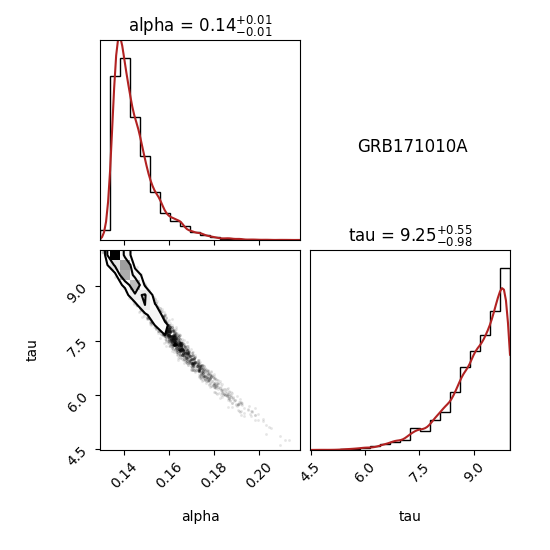 alpha = 0.14+0.01 −0.01
GRB171010A
tau = 9.25+0.55 −0.98
tau
9.0
7.5
6.0
4.5
0.14 0.16 0.18 0.20
4.5 6.0 7.5 9.0
alpha
tau